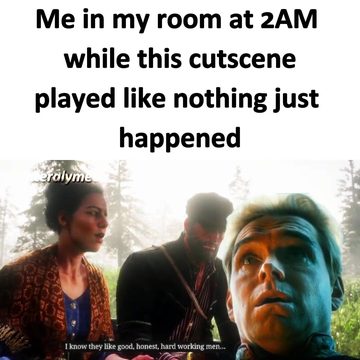 Me in my room at 2AM
while this cutscene
played like nothing just
happened
I know they like good, honest, hard working men...